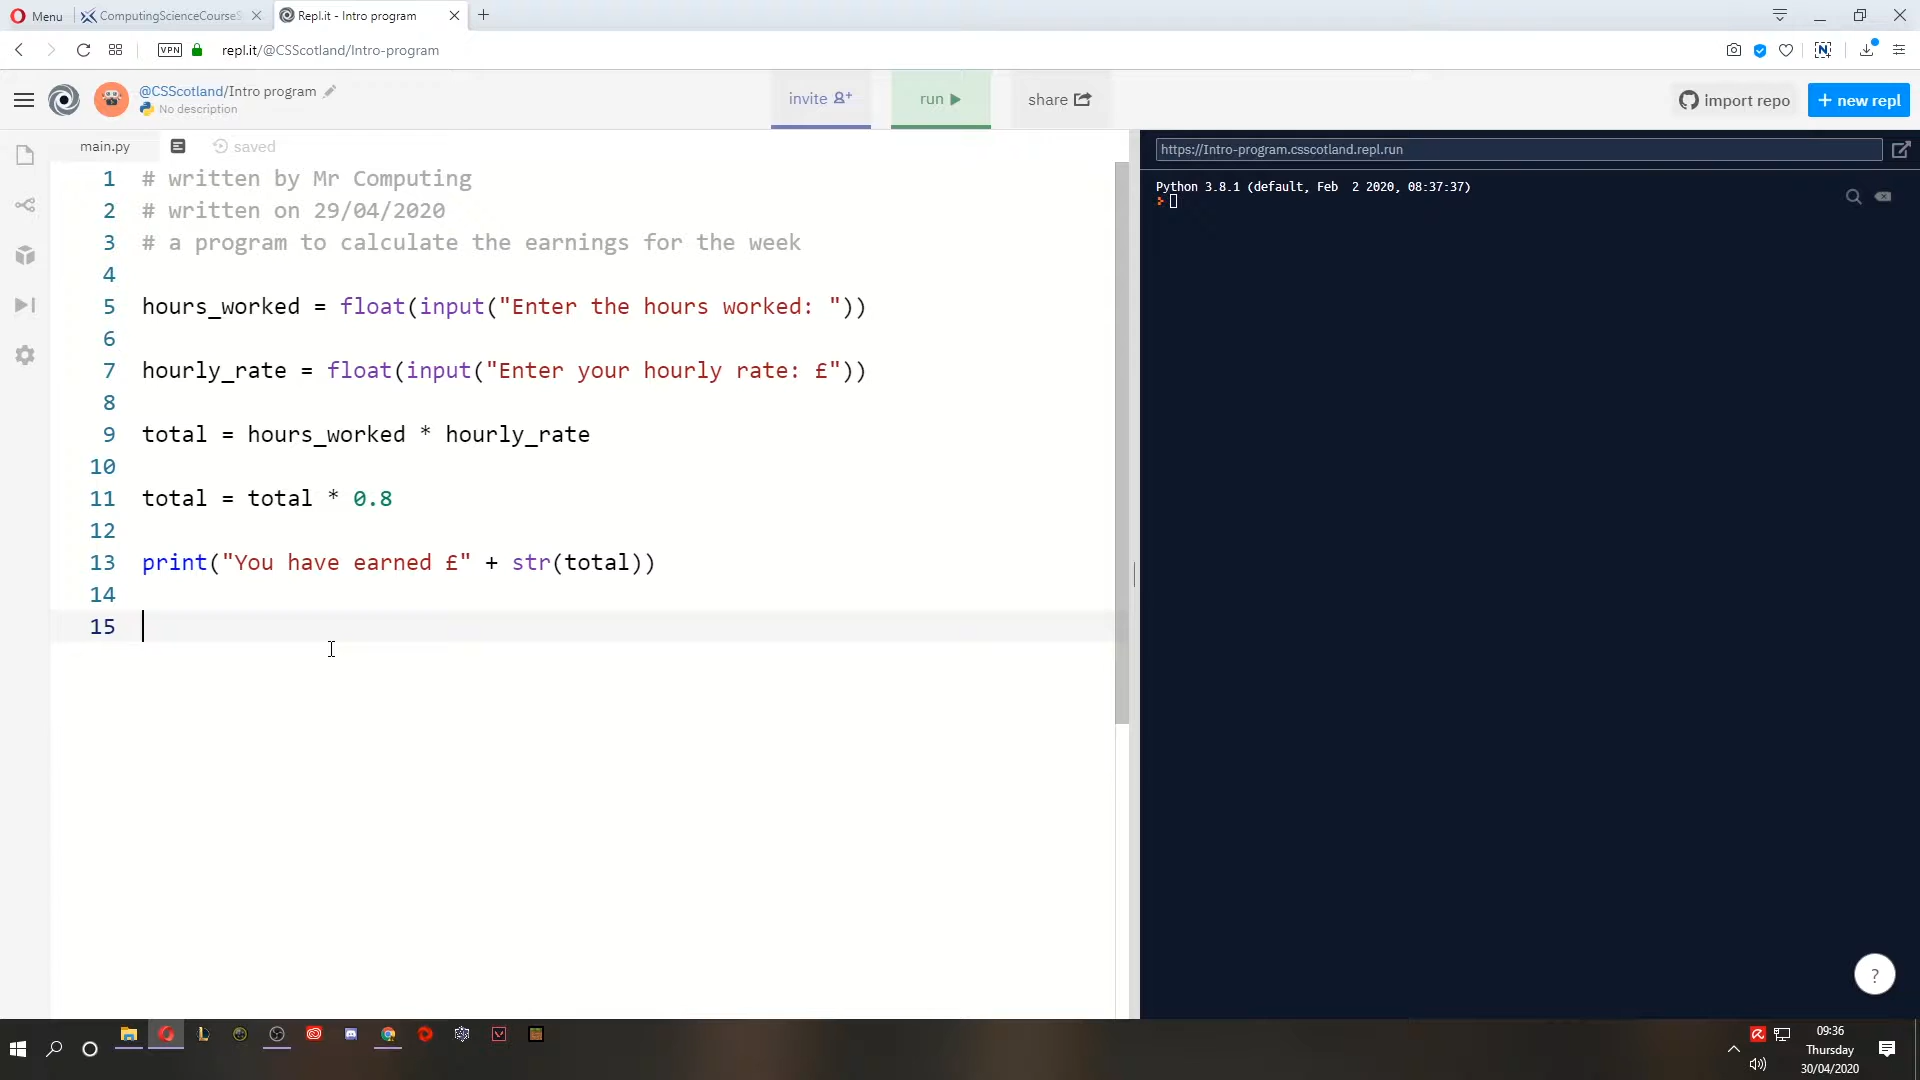 Menu
ComputingScienceCourseS
Repl.it - Intro program
VPN
repl.it/@CSScotland/Intro-program
@CSScotland/Intro program
No description
invite
run
share
import repo
+ new repl
main.py
saved
https://Intro-program.csscotland.repl.run
1 # written by Mr Computing
2 # written on 29/04/2020
3 # a program to calculate the earnings for the week
4
5 hours_worked = float(input("Enter the hours worked: "))
6
7 hourly_rate = float(input("Enter your hourly rate: £"))
8
9 total = hours_worked * hourly_rate
10
11 total = total * 0.8
12
13 print("You have earned £" + str(total))
14
15
Python 3.8.1 (default, Feb  2 2020, 08:37:37)
?
09:36
Thursday
30/04/2020